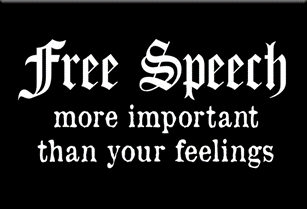 Free Speech
more important
than your feelings